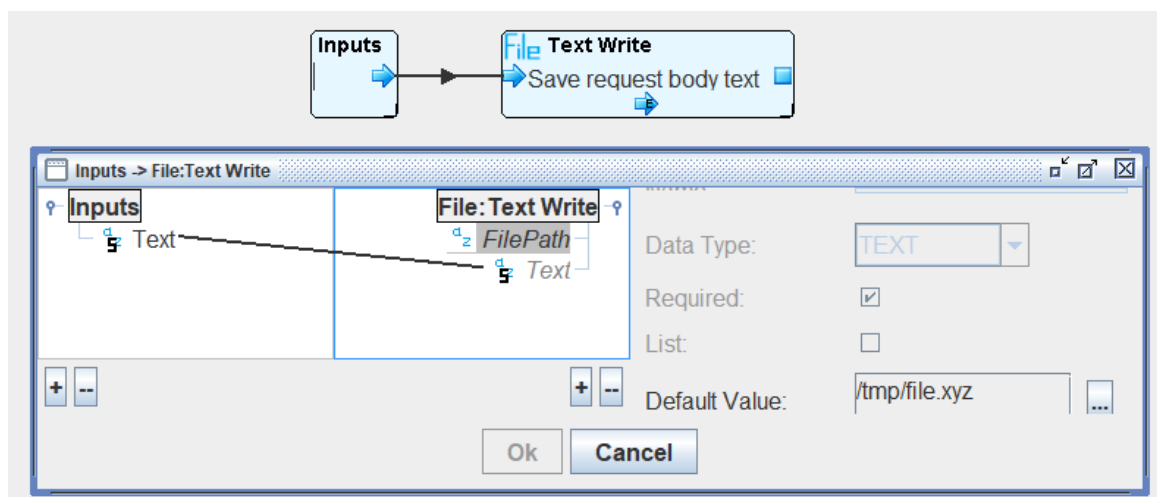 Inputs
File Text Write
Save request body text
E
Inputs -> File:Text Write
Inputs
Text
File:Text Write
FilePath
Text
Data Type:
TEXT
Required:
List:
Default Value:
/tmp/file.xyz
...
+ --
+ --
Ok
Cancel